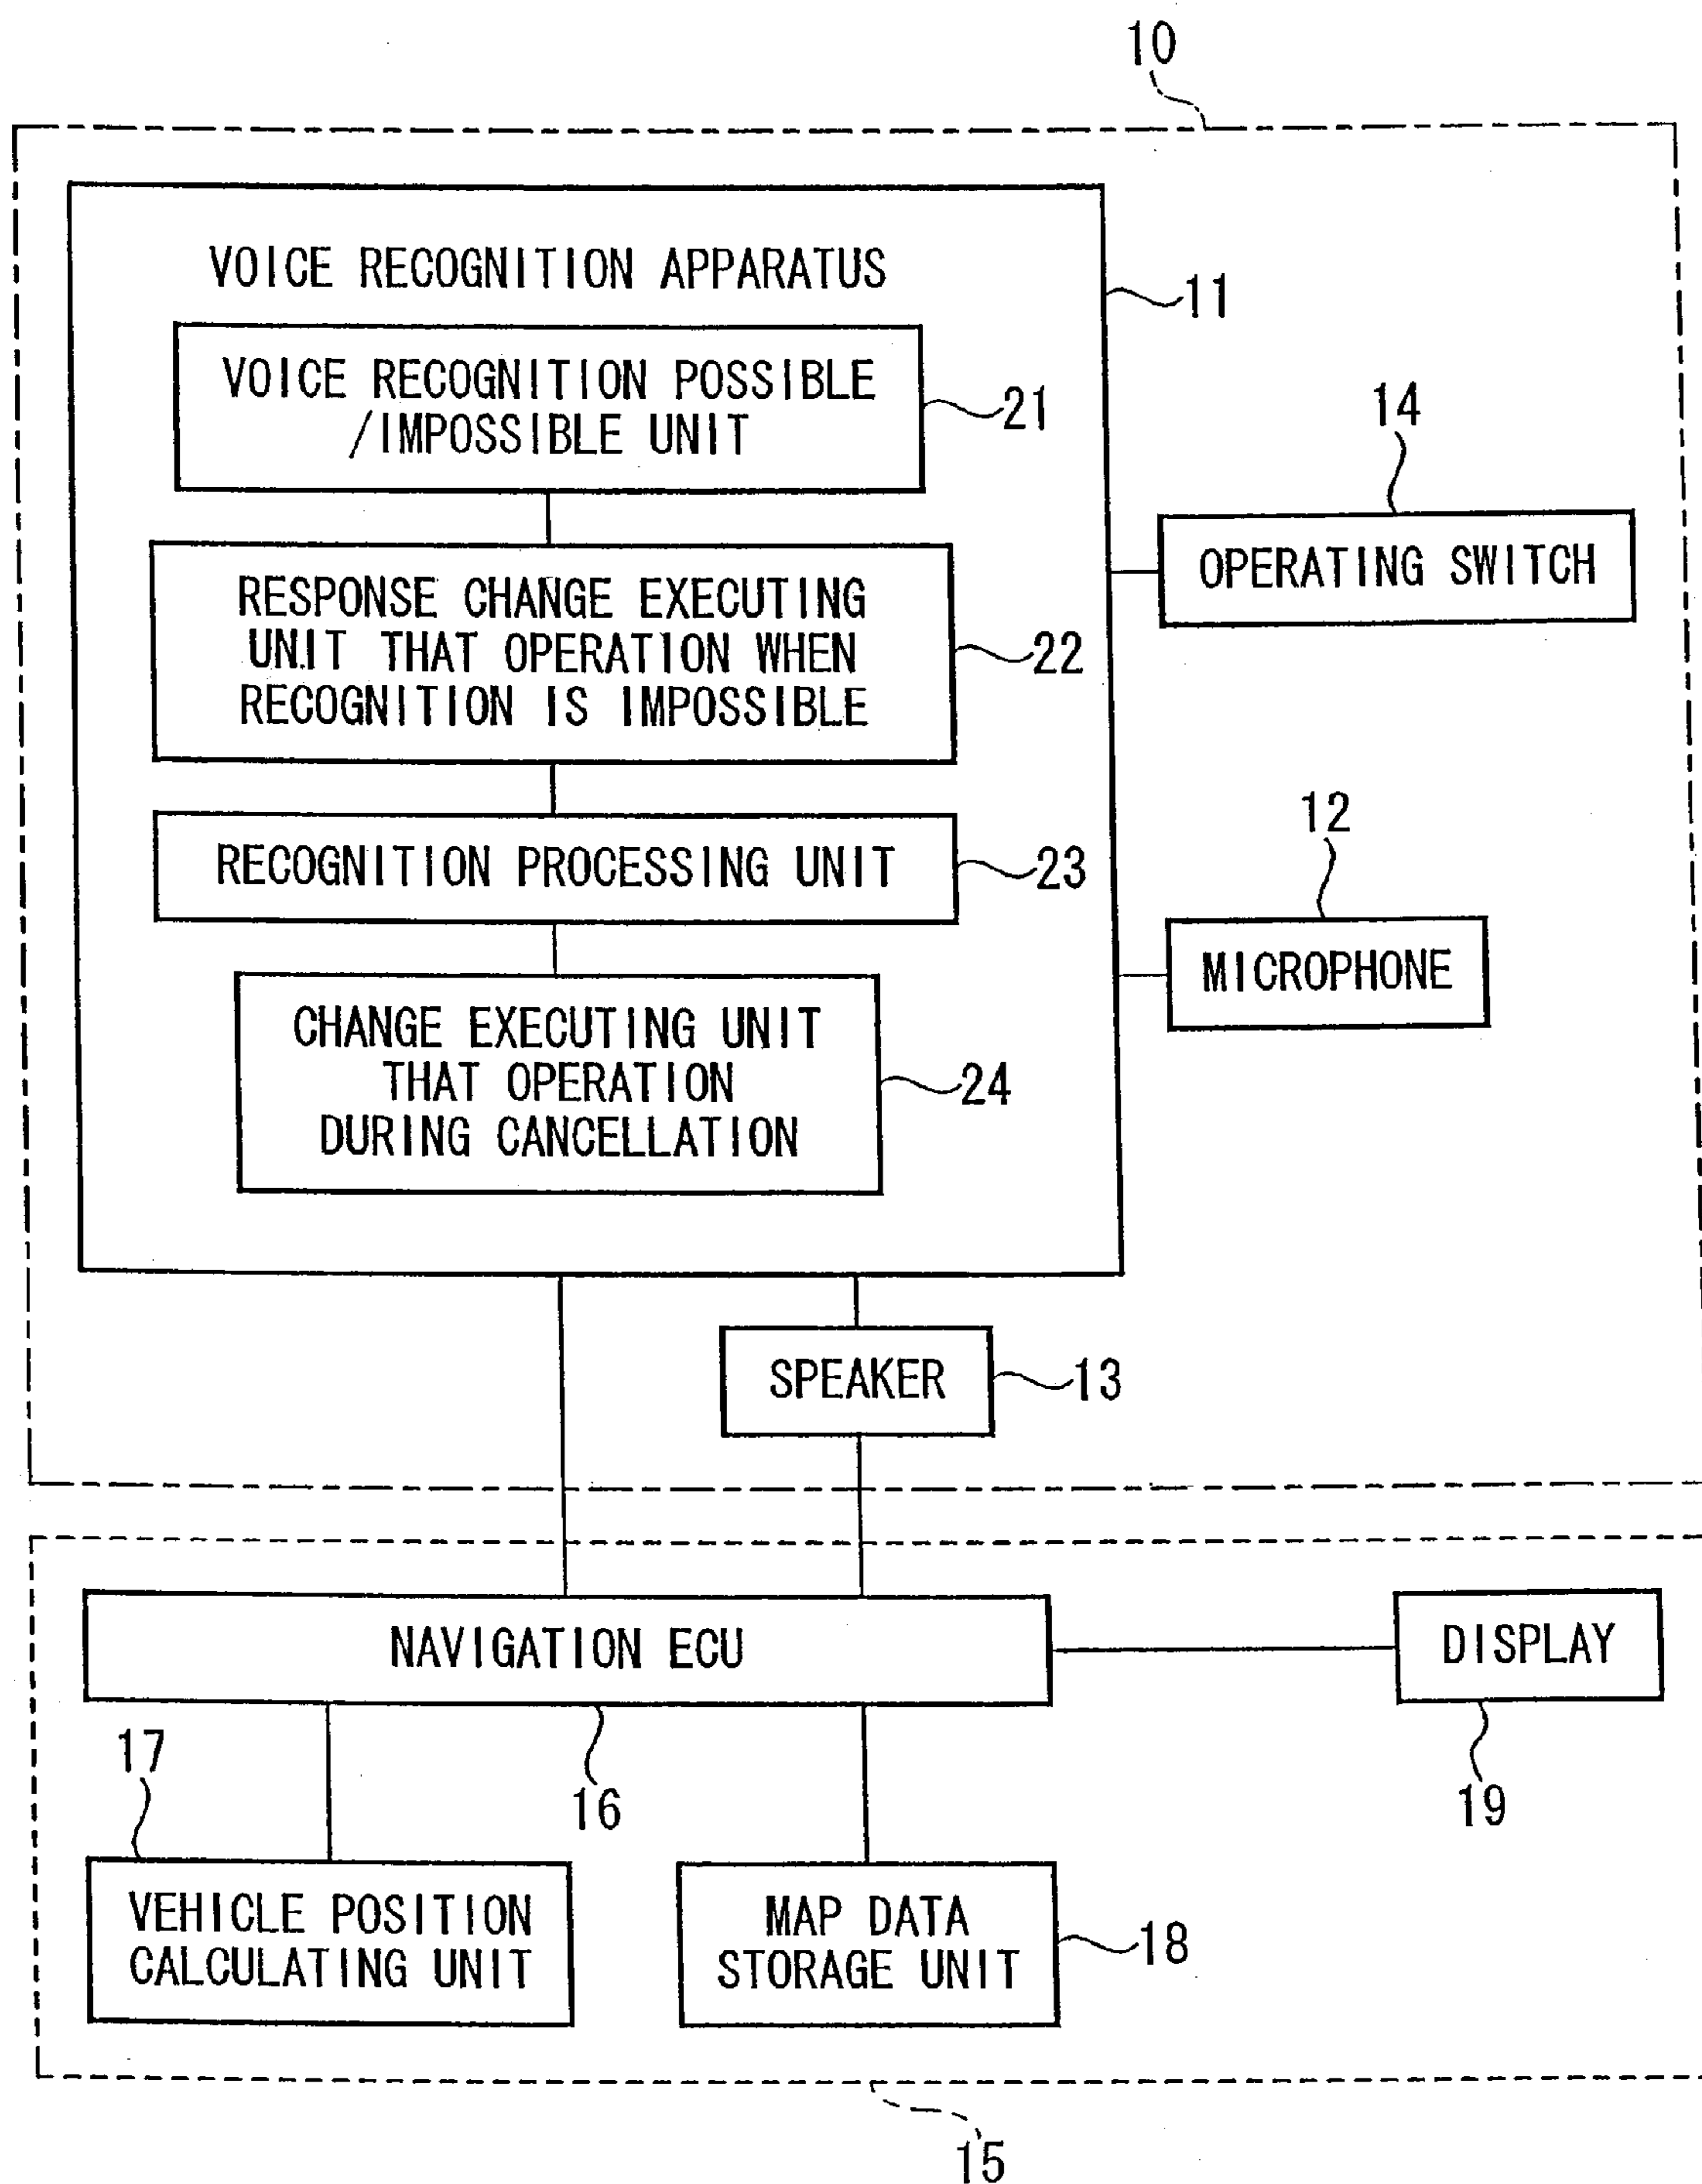 10
VOICE RECOGNITION APPARATUS
11
VOICE RECOGNITION POSSIBLE
/IMPOSSIBLE UNIT
21
14
OPERATING SWITCH
RESPONSE CHANGE EXECUTING
UNIT THAT OPERATION WHEN
RECOGNITION IS IMPOSSIBLE
22
12
RECOGNITION PROCESSING UNIT
23
MICROPHONE
CHANGE EXECUTING UNIT
THAT OPERATION
DURING CANCELLATION
24
SPEAKER
13
NAVIGATION ECU
DISPLAY
17
16
19
VEHICLE POSITION
CALCULATING UNIT
MAP DATA
STORAGE UNIT
18
15